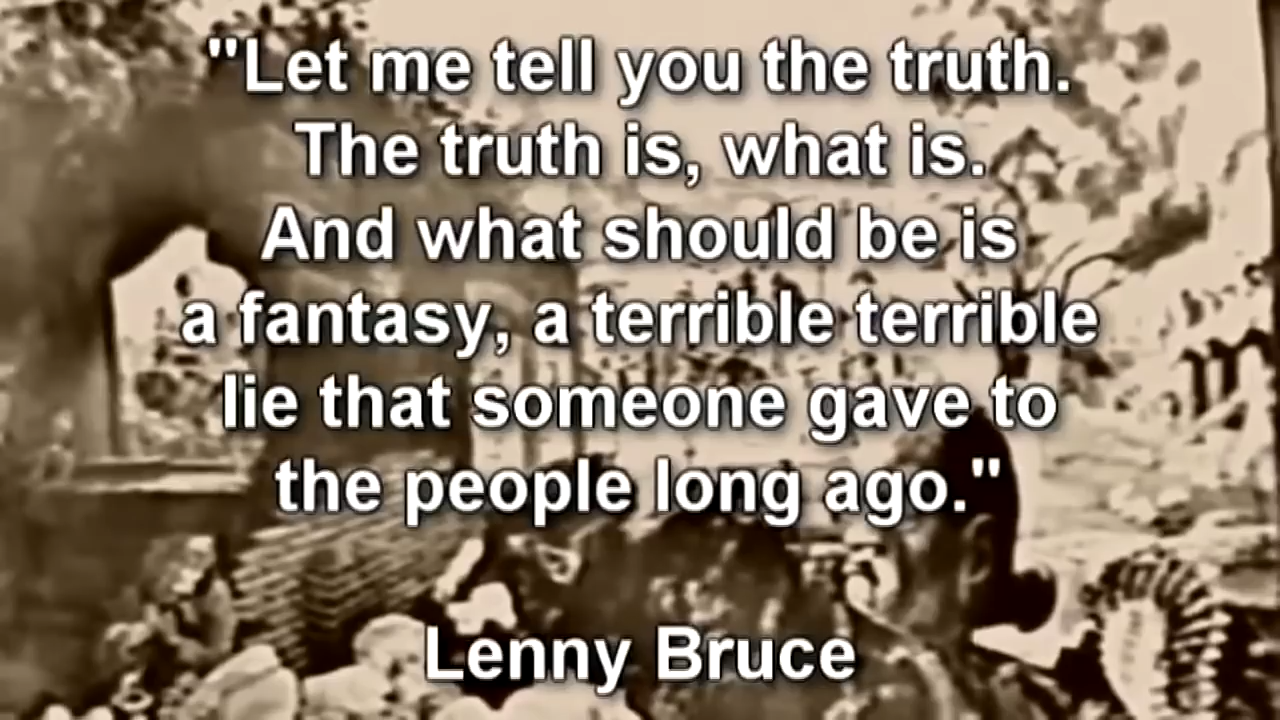 "Let me tell you the truth.
The truth is, what is.
And what should be is
a fantasy, a terrible terrible
lie that someone gave to
the people long ago."
Lenny Bruce